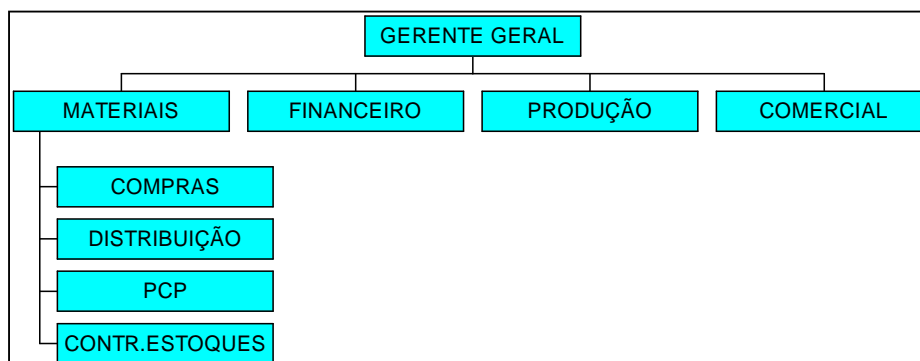 GERENTE GERAL
MATERIAIS
FINANCEIRO
PRODUÇÃO
COMERCIAL
COMPRAS
DISTRIBUIÇÃO
PCP
CONTR.ESTOQUES